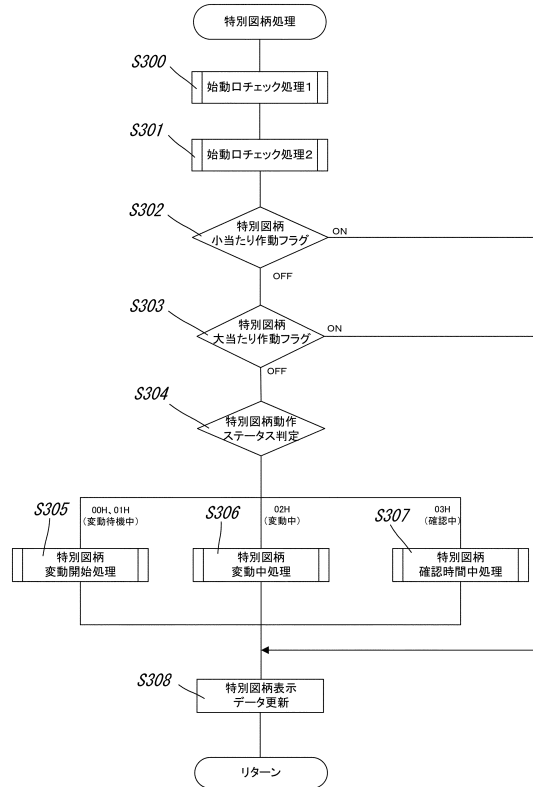 特別図柄処理
S300
始動口チェック処理1
S301
始動口チェック処理2
S302
特別図柄
小当たり作動フラグ
ON
OFF
S303
特別図柄
大当たり作動フラグ
ON
OFF
S304
特別図柄動作
ステータス判定
00H、01H
(変動待機中)
02H
(変動中)
03H
(確認中)
S305
特別図柄
変動開始処理
S306
特別図柄
変動中処理
S307
特別図柄
確認時間中処理
S308
特別図柄表示
データ更新
リターン